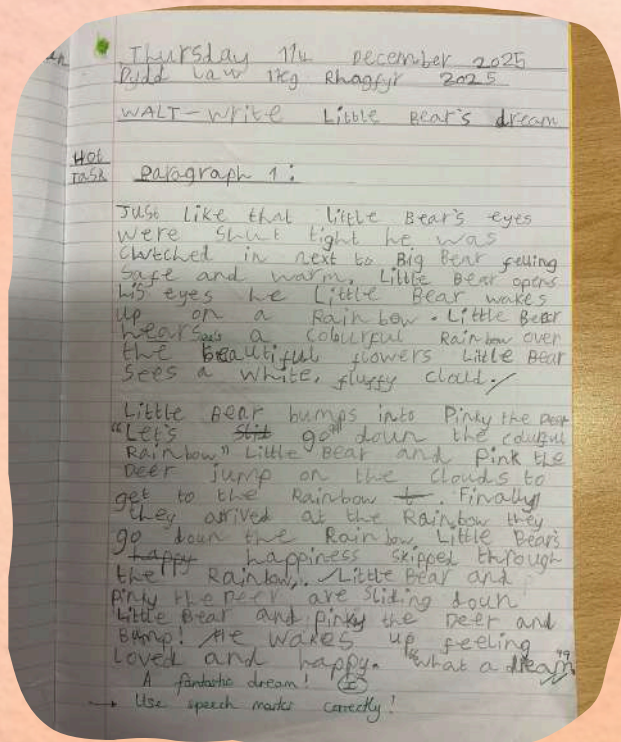 Thursday 11th December 2025
Dydd Iau 11eg Rhagfyr 2025
WALT - write Little Bear's dream
Hot
Task
Paragraph 1:
Just like that Little Bear's eyes
were shut tight he was
clutched in next to Big Bear felling
safe and warm. Little Bear opens
his eyes he Little Bear wakes
up on a Rainbow. Little Bear
hears a colourful Rainbow over
the beautiful flowers Little Bear
sees a white, fluffy cloud.
Little Bear bumps into Pinky the Deer
"Let's go" down the colourful
Rainbow" Little Bear and Pink the
Deer jump on the clouds to
get to the Rainbow. Finally
they arrived at the Rainbow they
go down the Rainbow Little Bear's
happy happiness skipped through
the Rainbow,. Little Bear and
Pinky the Deer are sliding down
Little Bear and Pinky the Deer and
Bump! He wakes up feeling
Loved and happy. "What a dream"
A fantastic dream! I
Use speech marks correctly!